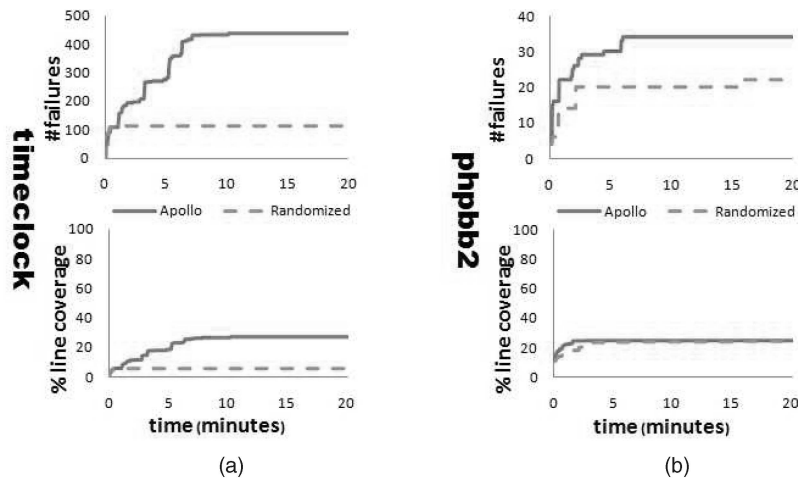 timeclock
#failures
500
400
300
200
100
0
0 5 10 15 20
Apollo Randomized
% line coverage
100
80
60
40
20
0
0 5 10 15 20
time (minutes)
(a)
phpbb2
#failures
40
30
20
10
0
0 5 10 15 20
Apollo Randomized
% line coverage
100
80
60
40
20
0
0 5 10 15 20
time (minutes)
(b)